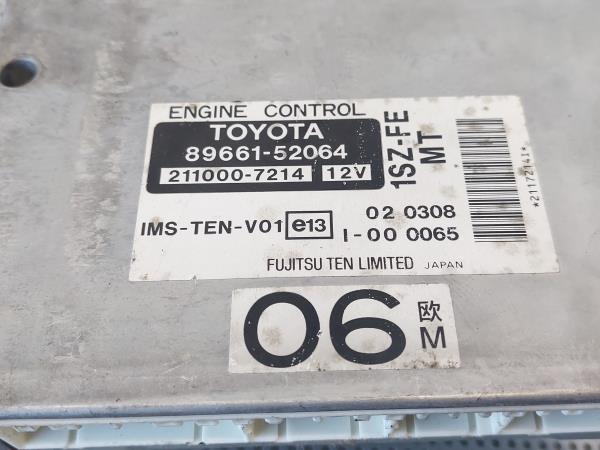 ENGINE CONTROL
TOYOTA
89661-52064
211000-7214 12V
1SZ-FE
MT
IMS-TEN-V01 e13 02 0308
I-00 0065
FUJITSU TEN LIMITED JAPAN
*21172141*
06 欧
M